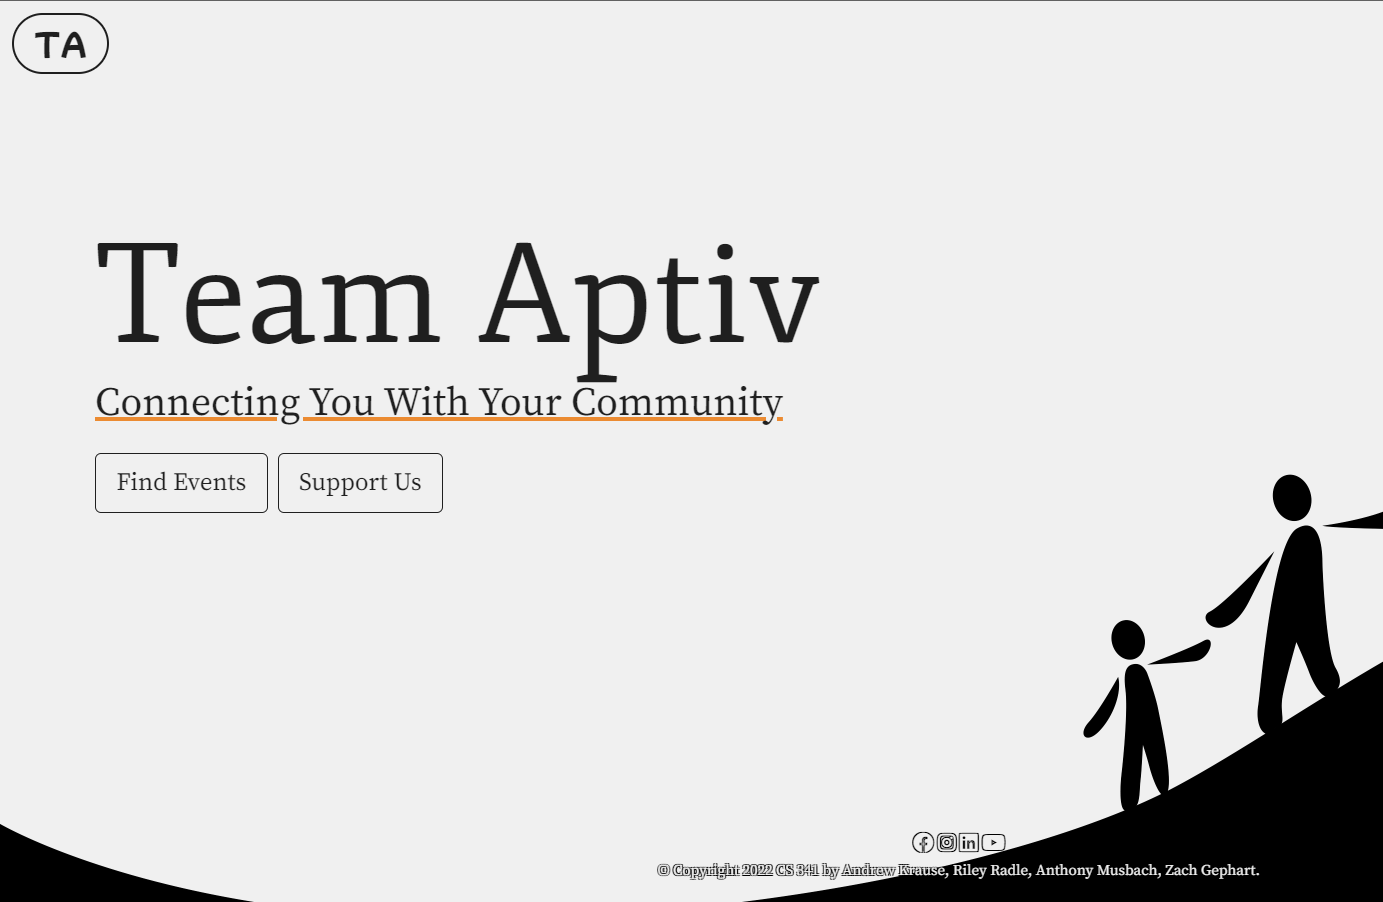 TA
Team Aptiv
Connecting You With Your Community
Find Events
Support Us
© Copyright 2022 CS 341 by Andrew Krause, Riley Radle, Anthony Musbach, Zach Gephart.